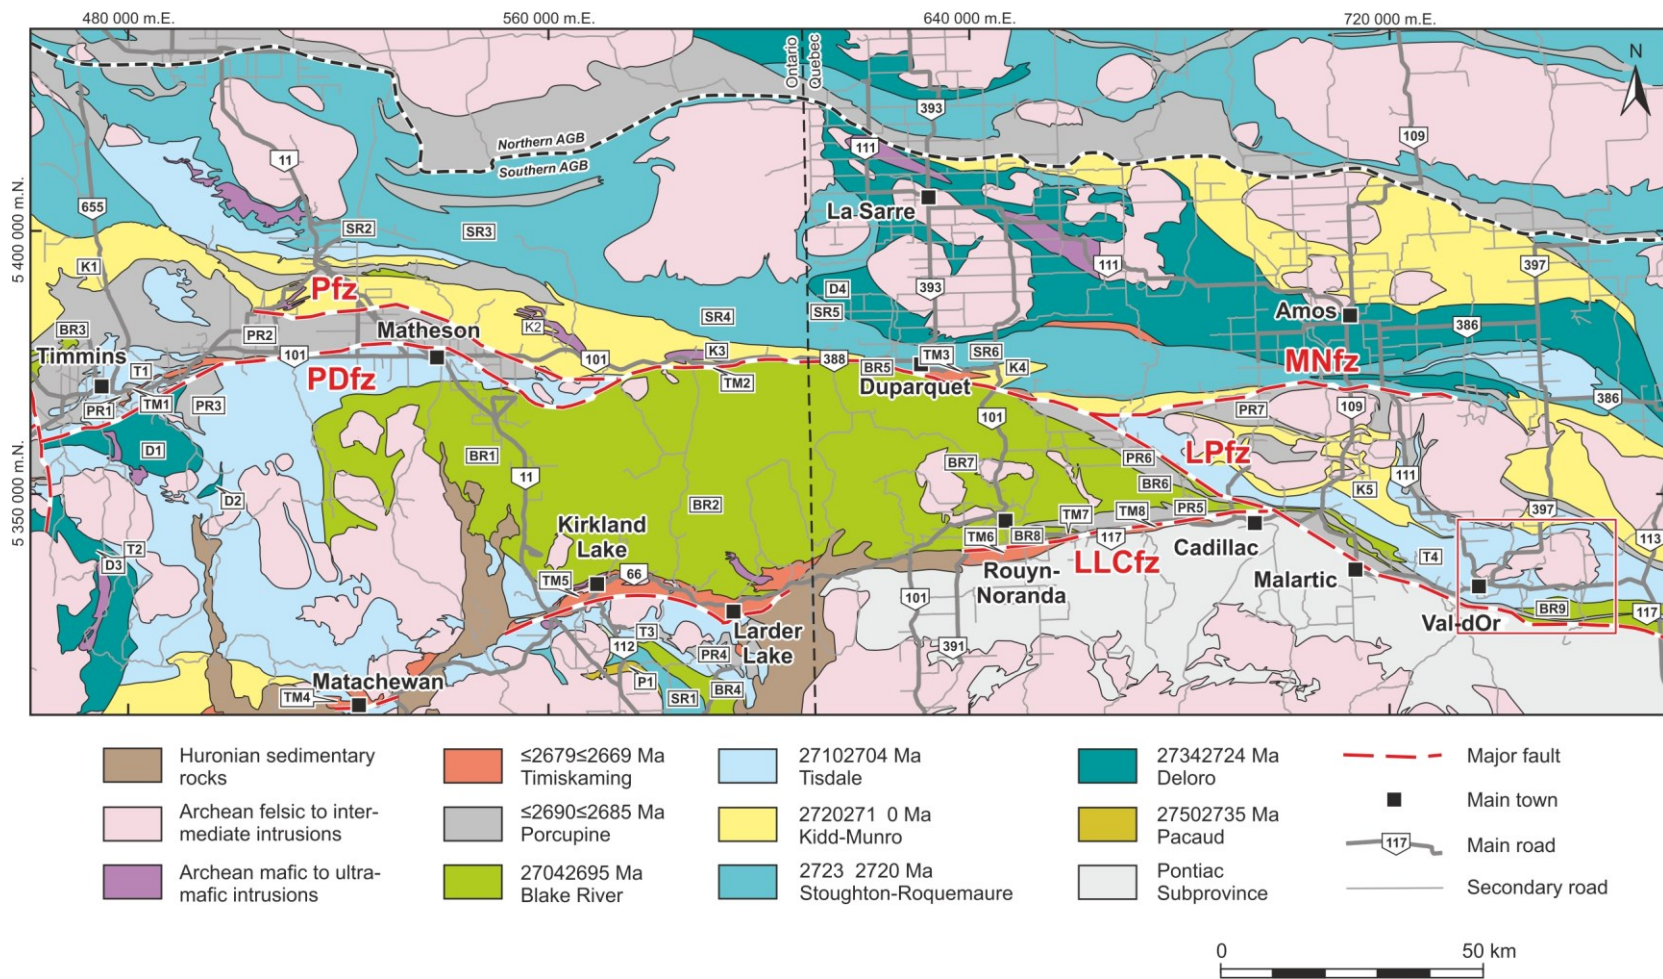 480 000 m.E.
560 000 m.E.
640 000 m.E.
720 000 m.E.
5 400 000 m.N.
5 350 000 m.N.
Ontario
Quebec
N
Northern AGB
Southern AGB
393
111
109
11
655
La Sarre
SR2
SR3
K1
397
111
Pfz
D4
393
SR5
SR4
Amos
K2
BR3
PR2
Matheson
386
Timmins
101
101
K3
388
TM3
SR6
MNfz
T1
PDfz
TM2
BR5
Duparquet
K4
386
PR1
TM1
PR3
101
PR7
109
D1
BR1
BR7
PR6
LPfz
BR6
111
K5
11
D2
BR2
TM7
TM8
PR5
397
Kirkland
Lake
TM6
BR8
117
Cadillac
113
T2
D3
TM5
66
LLCfz
T4
Rouyn-
Noranda
Malartic
101
BR9
117
Larder
Lake
T3
Val-dOr
112
PR4
391
Matachewan
P1
TM4
SR1
BR4
Huronian sedimentary
rocks
Archean felsic to inter-
mediate intrusions
Archean mafic to ultra-
mafic intrusions
≤2679≤2669 Ma
Timiskaming
≤2690≤2685 Ma
Porcupine
27042695 Ma
Blake River
27102704 Ma
Tisdale
2720271 0 Ma
Kidd-Munro
2723 2720 Ma
Stoughton-Roquemaure
27342724 Ma
Deloro
27502735 Ma
Pacaud
Pontiac
Subprovince
Major fault
Main town
117
Main road
Secondary road
0
50 km